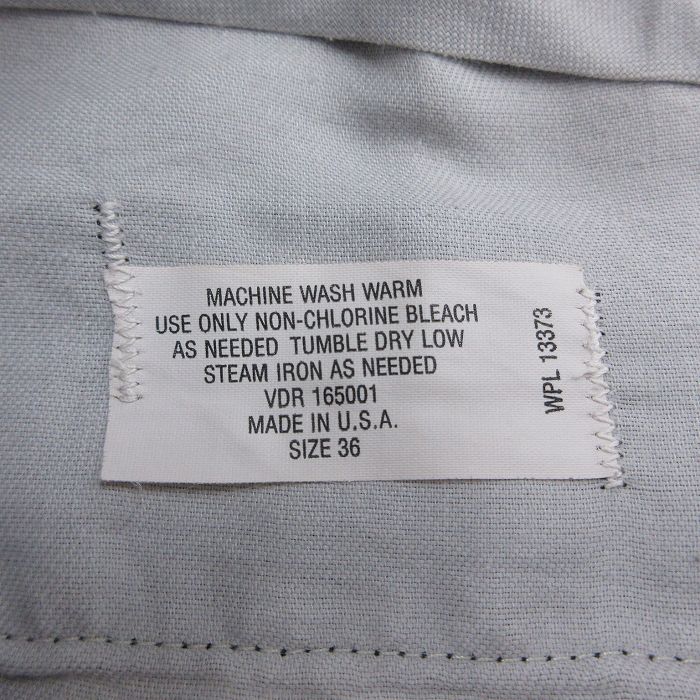 MACHINE WASH WARM
USE ONLY NON-CHLORINE BLEACH
AS NEEDED TUMBLE DRY LOW
STEAM IRON AS NEEDED
VDR 165001
MADE IN U.S.A.
SIZE 36
WPL 13373